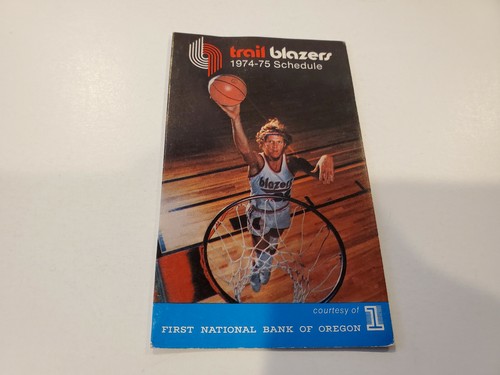 trail blazers
1974-75 Schedule
blazers
courtesy of
FIRST NATIONAL BANK OF OREGON 1